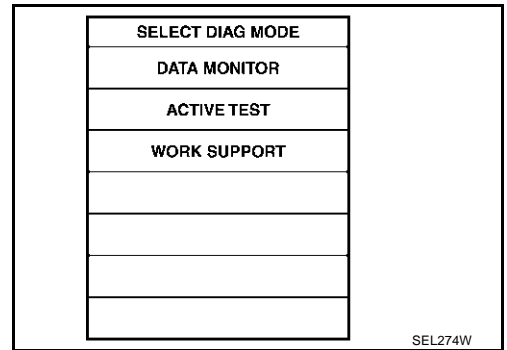 SELECT DIAG MODE
DATA MONITOR
ACTIVE TEST
WORK SUPPORT
SEL274W